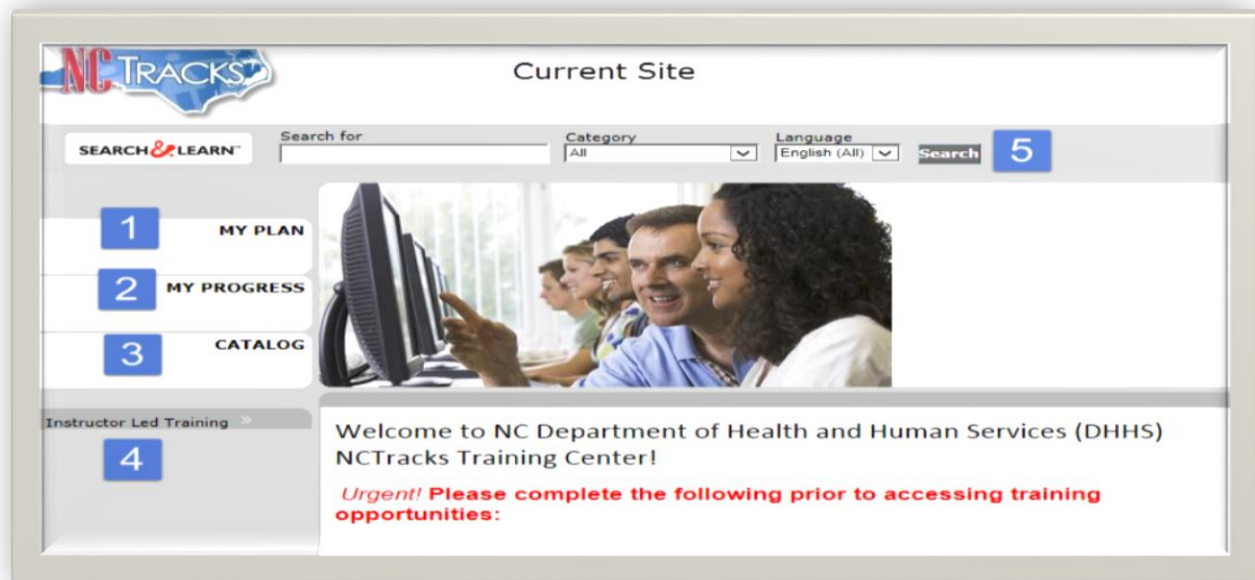 NCTRACKS
Current Site
SEARCH & LEARN™
Search for
Category
Language
All
English (All)
Search
5
1
MY PLAN
2
MY PROGRESS
3
CATALOG
Instructor Led Training »
4
Welcome to NC Department of Health and Human Services (DHHS)
NCTracks Training Center!
Urgent! Please complete the following prior to accessing training
opportunities: